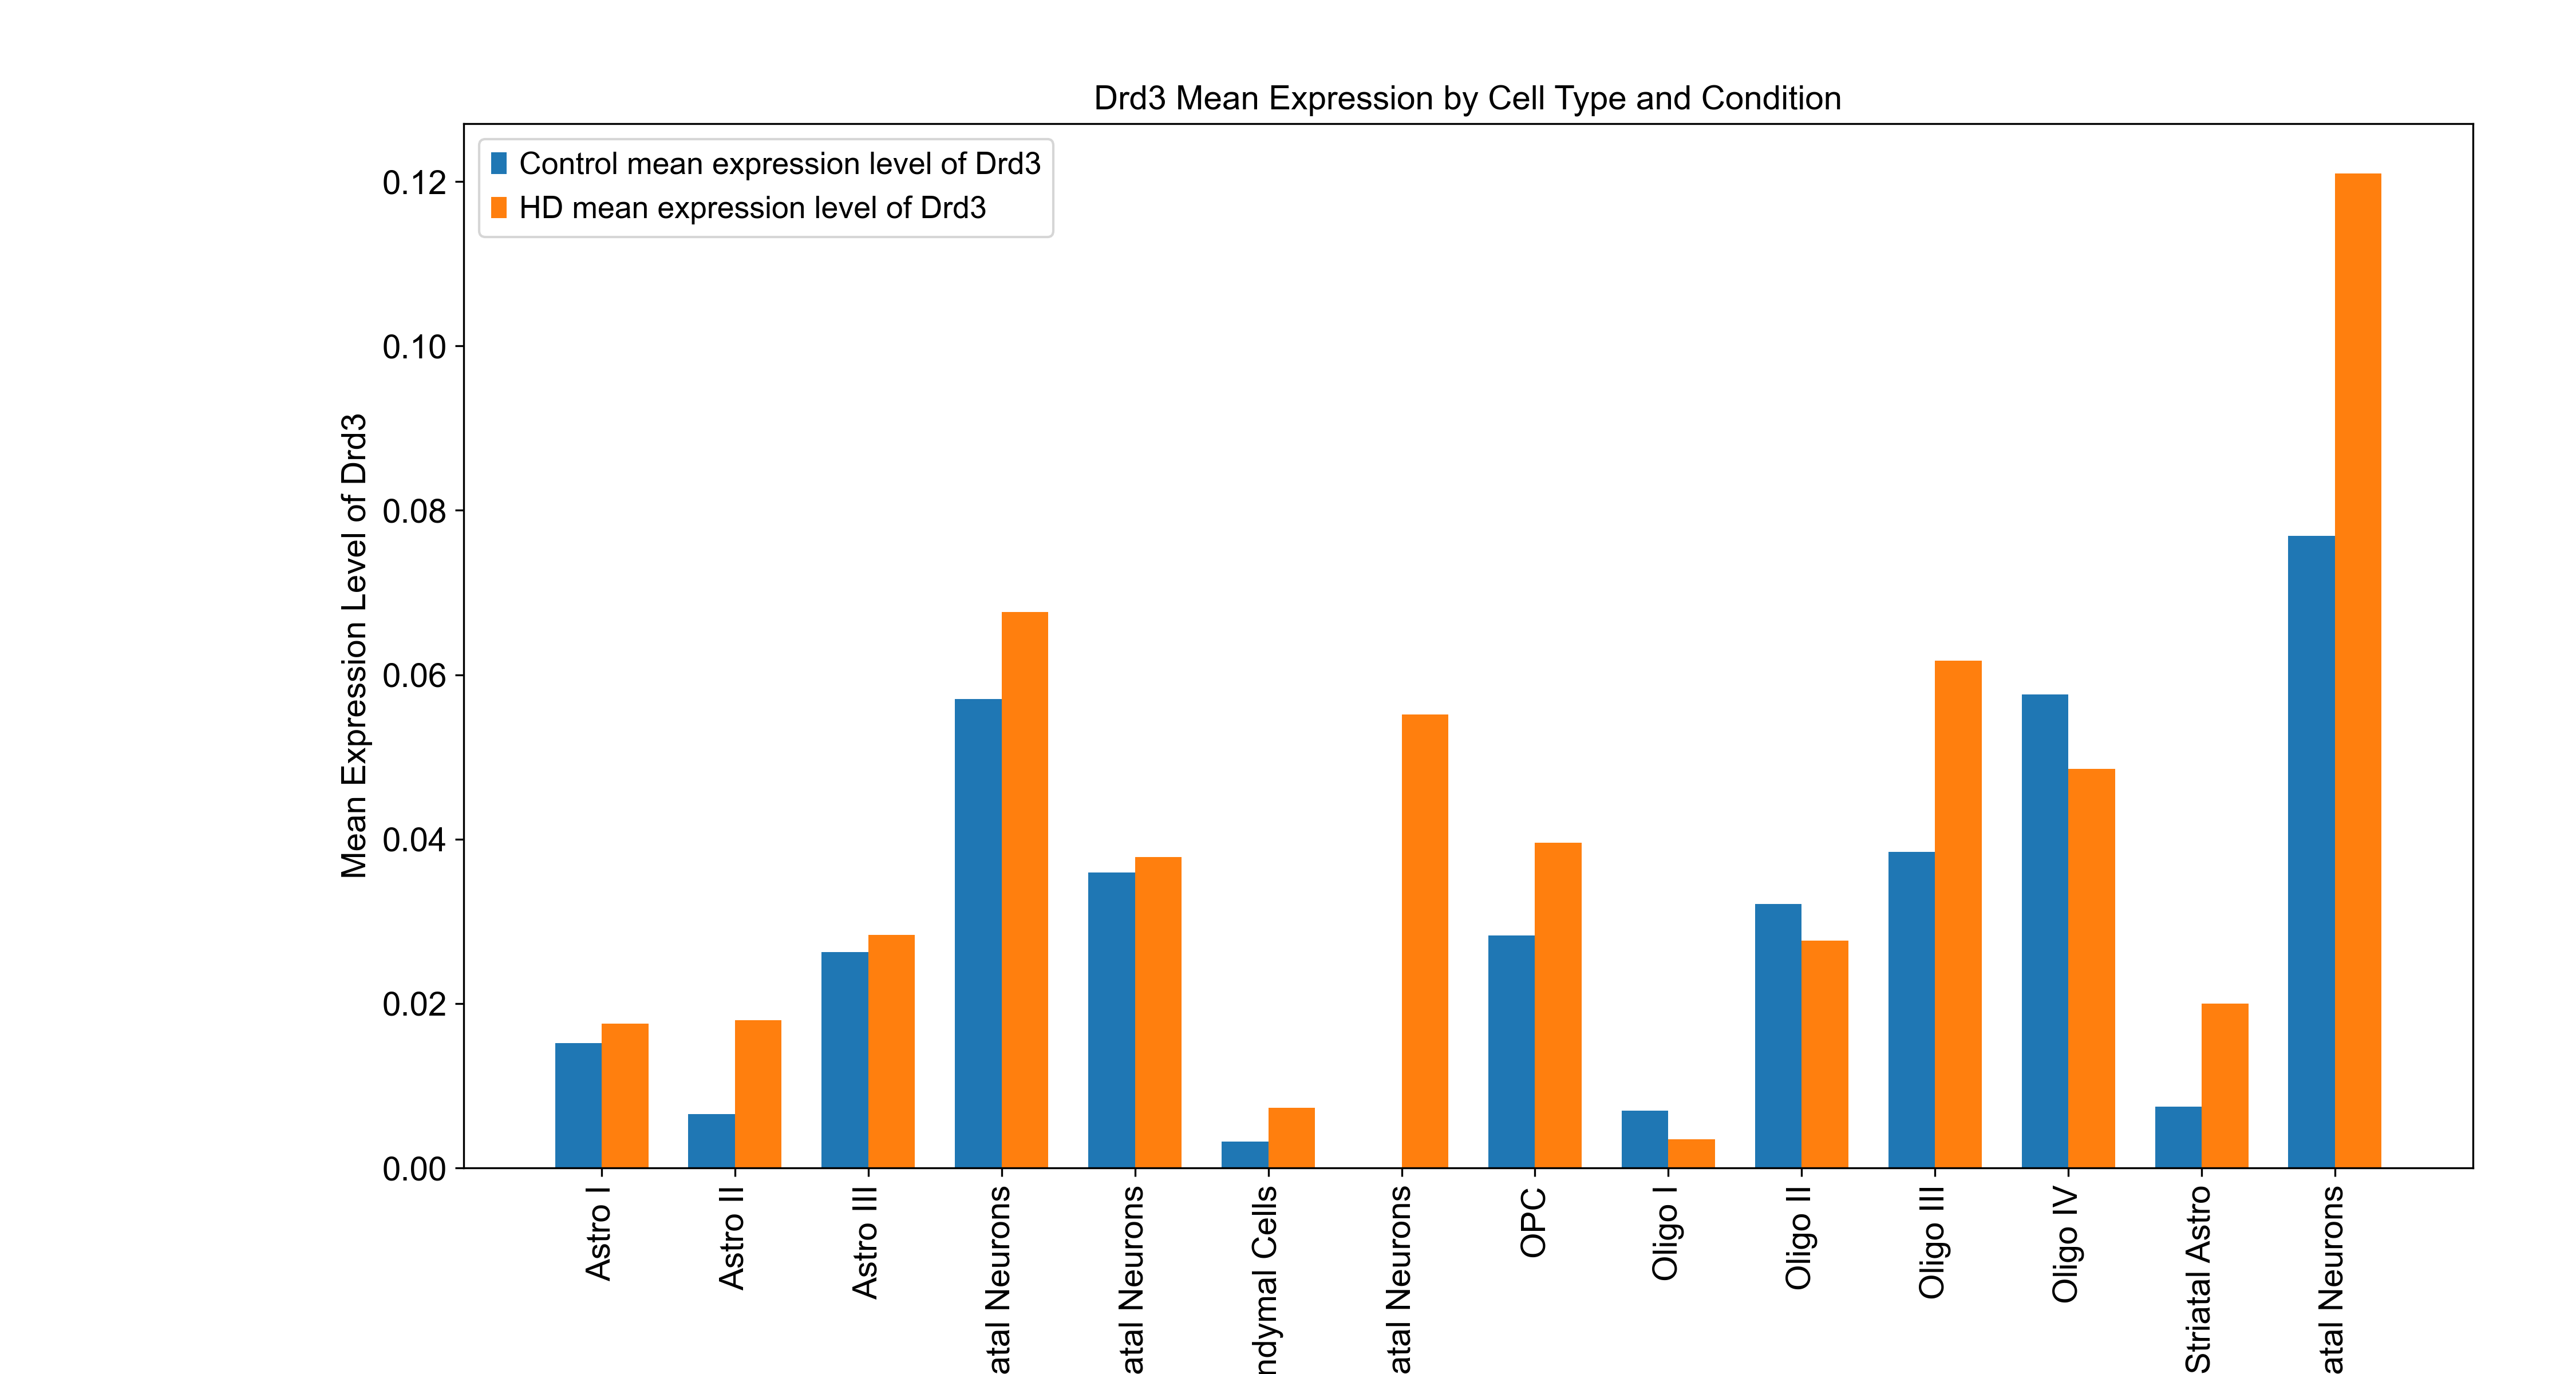 Drd3 Mean Expression by Cell Type and Condition
Control mean expression level of Drd3
HD mean expression level of Drd3
Mean Expression Level of Drd3
0.12
0.10
0.08
0.06
0.04
0.02
0.00
Astro I
Astro II
Astro III
atal Neurons
atal Neurons
ndymal Cells
atal Neurons
OPC
Oligo I
Oligo II
Oligo III
Oligo IV
Striatal Astro
atal Neurons